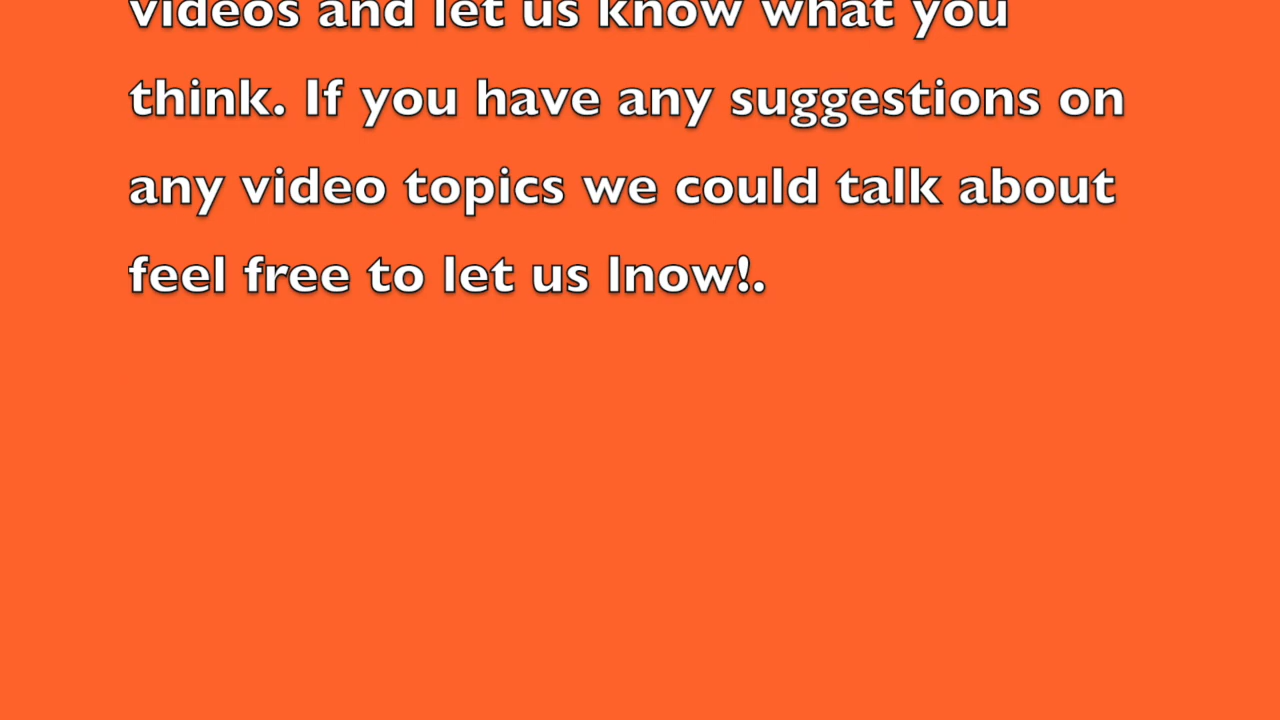 videos and let us know what you
think. If you have any suggestions on
any video topics we could talk about
feel free to let us lnow!.